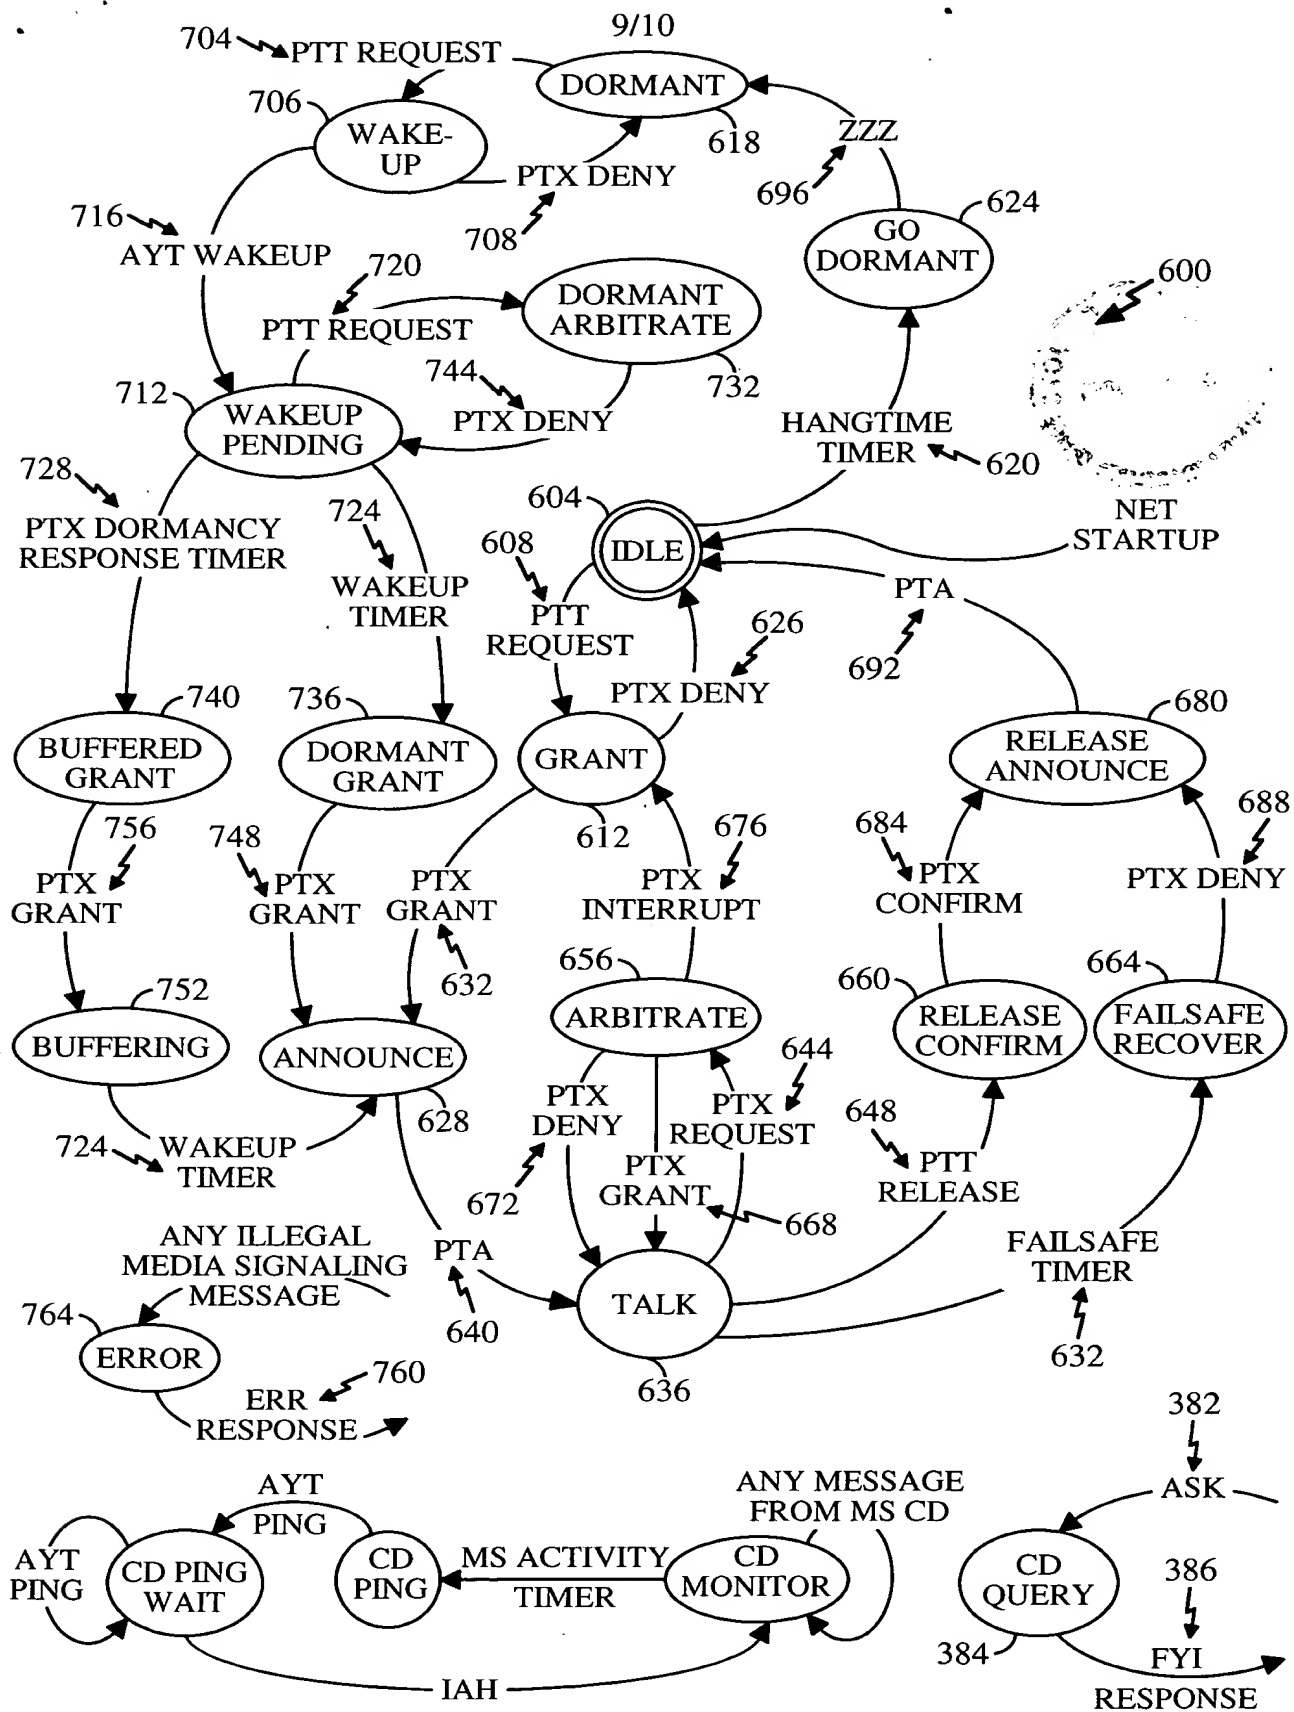 9/10
704
PTT REQUEST
DORMANT
618
706
WAKE-
UP
PTX DENY
708
ZZZ
696
624
GO
DORMANT
716
AYT WAKEUP
720
PTT REQUEST
DORMANT
ARBITRATE
732
600
744
PTX DENY
712
WAKEUP
PENDING
HANGTIME
TIMER
620
728
PTX DORMANCY
RESPONSE TIMER
724
WAKEUP
TIMER
604
IDLE
NET
STARTUP
608
PTT
REQUEST
626
PTX DENY
PTA
692
740
BUFFERED
GRANT
736
DORMANT
GRANT
GRANT
612
680
RELEASE
ANNOUNCE
756
PTX
GRANT
748
PTX
GRANT
PTX
GRANT
632
676
PTX
INTERRUPT
684
PTX
CONFIRM
688
PTX DENY
752
BUFFERING
ANNOUNCE
628
656
ARBITRATE
660
RELEASE
CONFIRM
664
FAILSAFE
RECOVER
724
WAKEUP
TIMER
PTX
DENY
672
PTX
GRANT
668
644
PTX
REQUEST
648
PTT
RELEASE
ANY ILLEGAL
MEDIA SIGNALING
MESSAGE
PTA
640
TALK
636
FAILSAFE
TIMER
632
764
ERROR
760
ERR
RESPONSE
382
ASK
AYT
PING
AYT
PING
CD PING
WAIT
CD
PING
MS ACTIVITY
TIMER
ANY MESSAGE
FROM MS CD
CD
MONITOR
IAH
CD
QUERY
384
386
FYI
RESPONSE